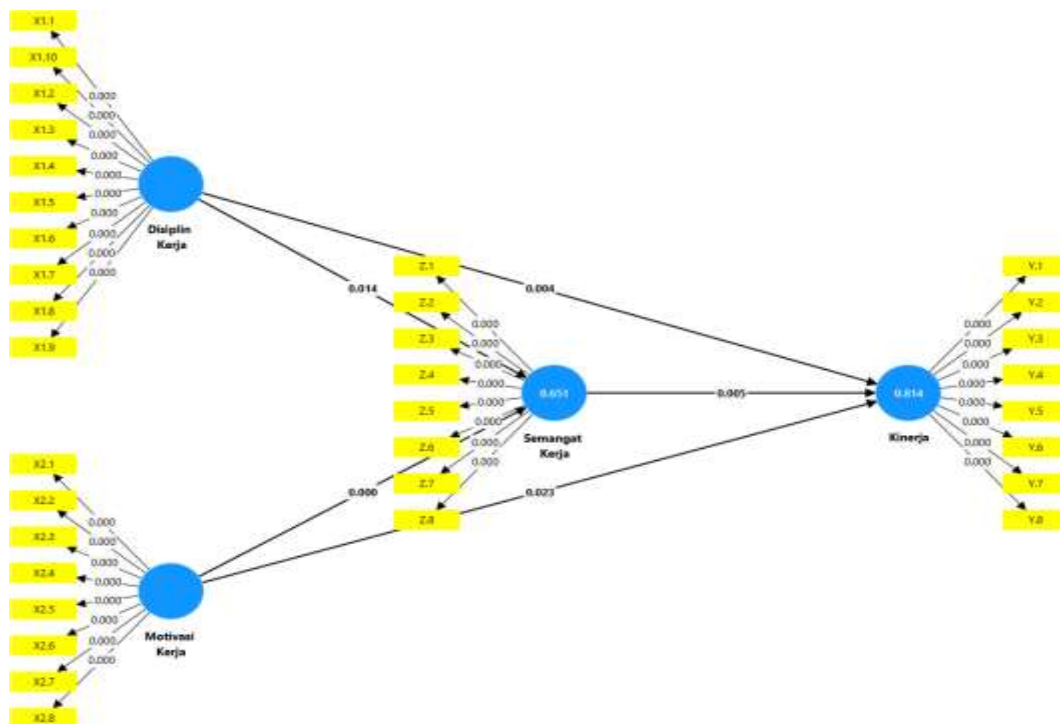 X1.1
X1.10
X1.2
X1.3
X1.4
X1.5
X1.6
X1.7
X1.8
X1.9
0.000
0.000
0.000
0.000
0.000
0.000
0.000
0.000
0.000
0.000
Disiplin
Kerja
0.014
0.004
Z.1
Z.2
Z.3
Z.4
Z.5
Z.6
Z.7
Z.8
0.000
0.000
0.000
0.000
0.000
0.000
0.000
0.000
0.651
Semangat
Kerja
0.005
0.814
Kinerja
0.000
0.000
0.000
0.000
0.000
0.000
0.000
0.000
Y.1
Y.2
Y.3
Y.4
Y.5
Y.6
Y.7
Y.8
0.000
0.023
X2.1
X2.2
X2.3
X2.4
X2.5
X2.6
X2.7
X2.8
0.000
0.000
0.000
0.000
0.000
0.000
0.000
0.000
Motivasi
Kerja